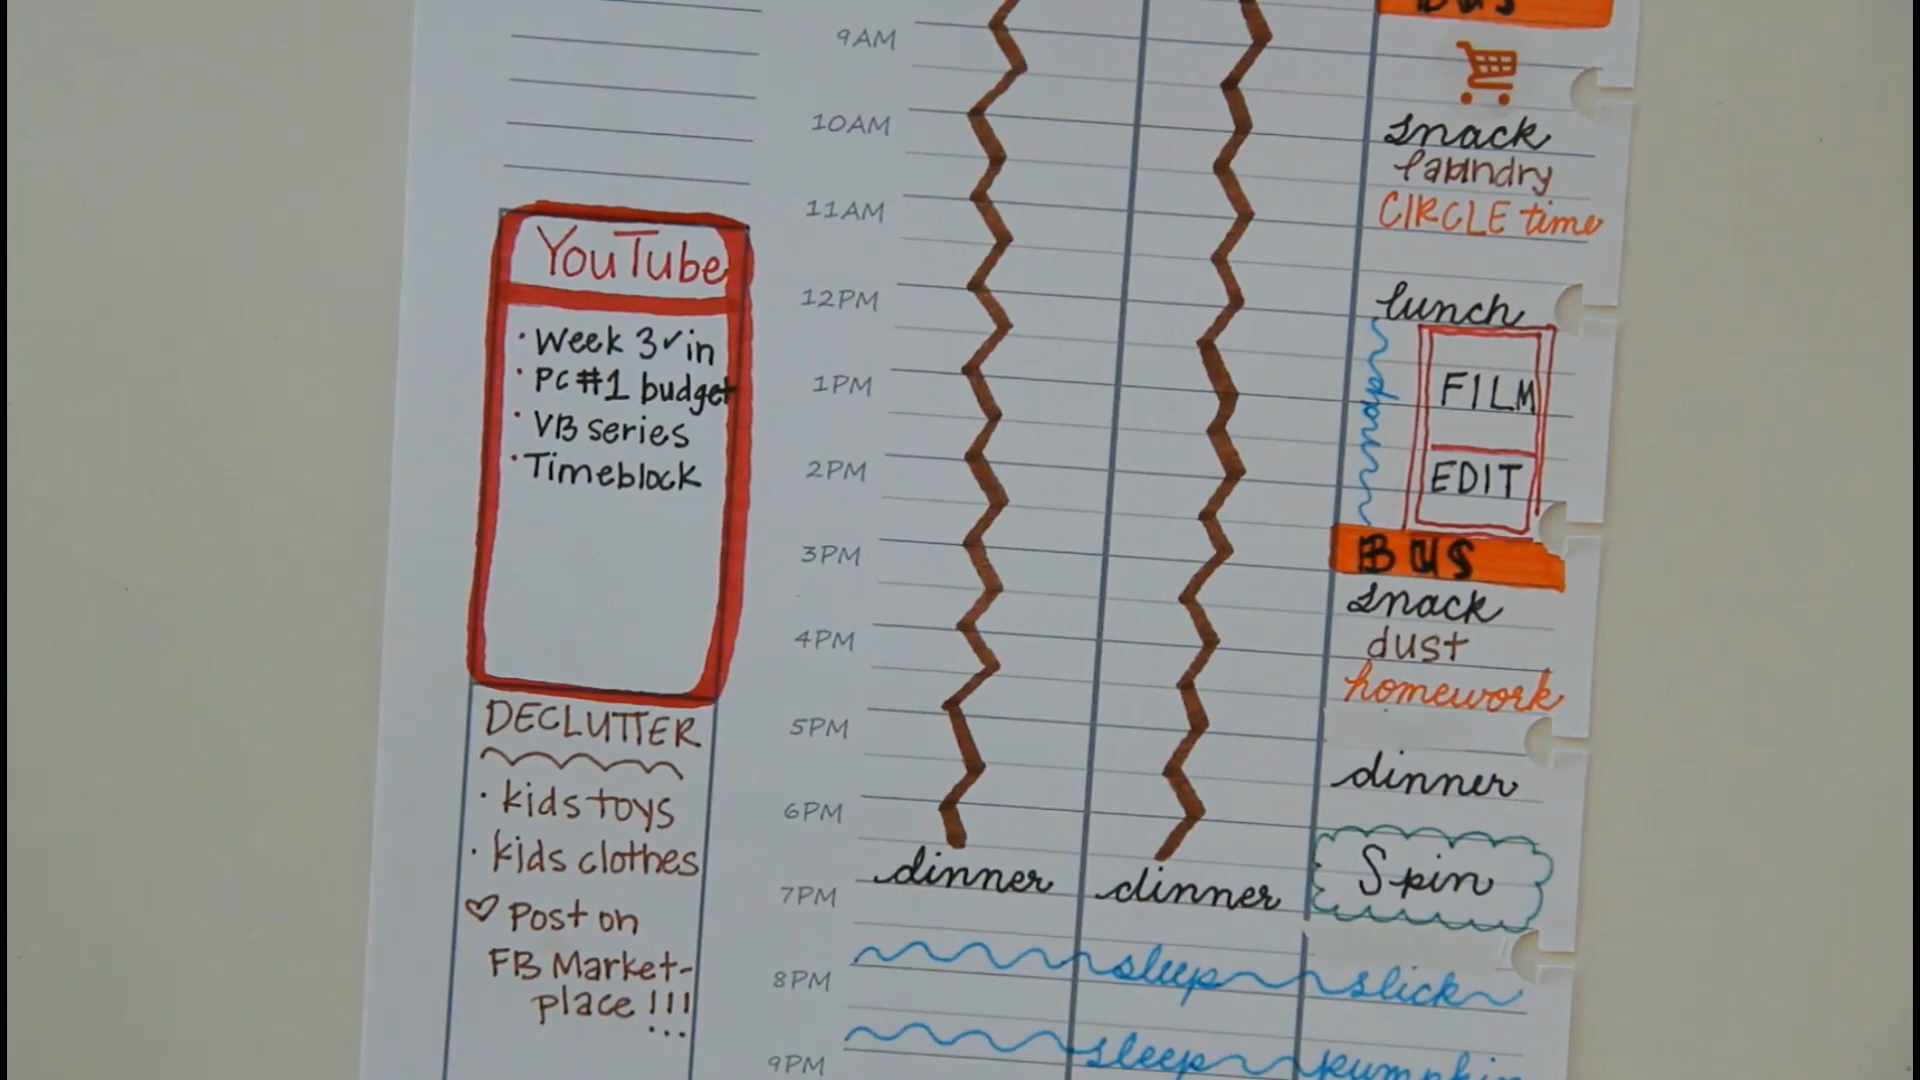 YouTube
• Week 3✓in
• PC #1 budget
• VB series
• Timeblock
DECLUTTER
• kids toys
• kids clothes
♡ Post on
FB Market-
place!!!
9AM
10AM
11AM
12PM
1PM
2PM
3PM
4PM
5PM
6PM
7PM
8PM
9PM
dinner
dinner
BUS
snack
laundry
CIRCLE time
lunch
FILM
EDIT
BUS
snack
dust
homework
dinner
Spin
sleep slick
sleep pumpkin